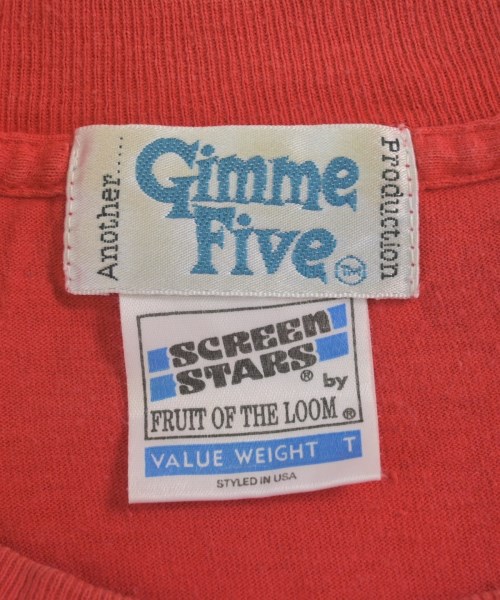 Another......
Gimme
Five TM
Production
SCREEN
STARS® by
FRUIT OF THE LOOM®
VALUE WEIGHT T
STYLED IN USA